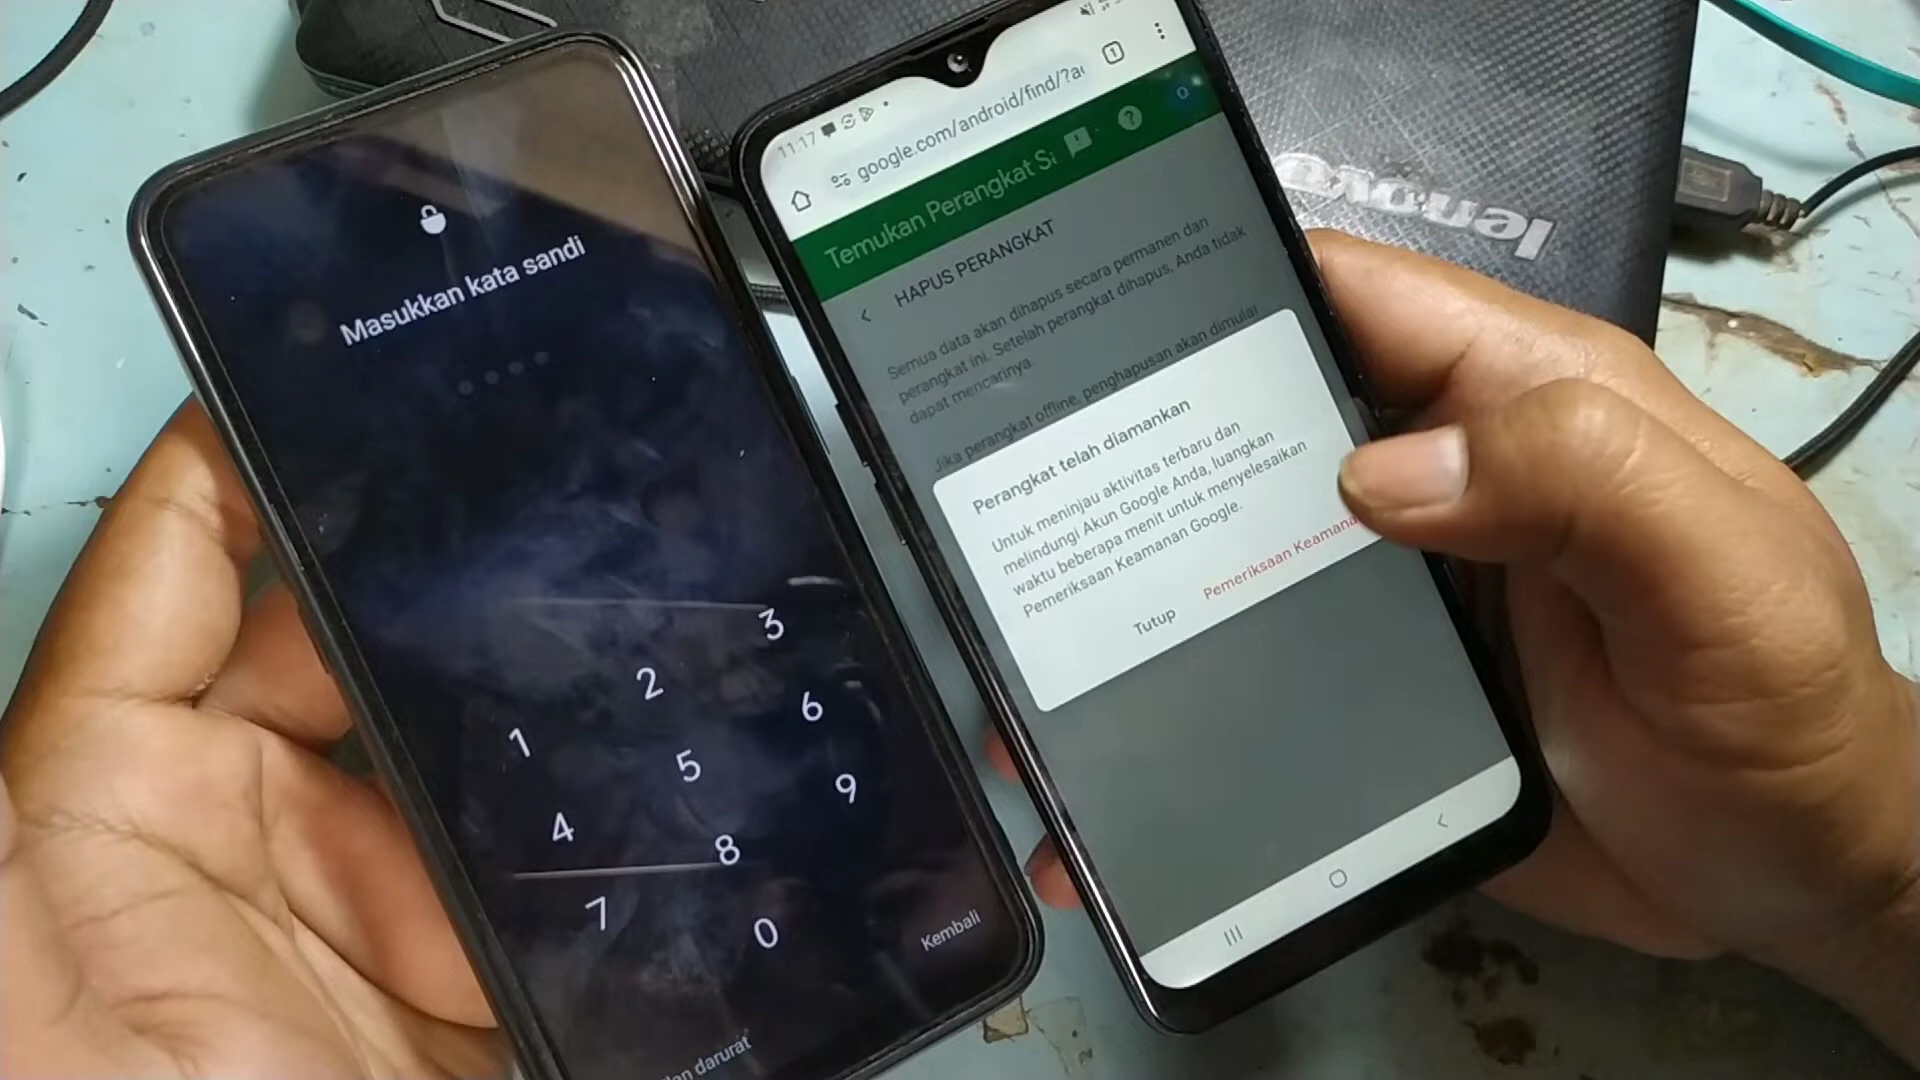 Masukkan kata sandi
1
2
3
4
5
6
7
8
9
0
Kembali
darurat
11:17
google.com/android/find/?a
1
Temukan Perangkat Sa
?
O
HAPUS PERANGKAT
Semua data akan dihapus secara permanen dari
perangkat ini. Setelah perangkat dihapus, Anda tidak
dapat mencarinya.
Jika perangkat offline, penghapusan akan dimulai
Perangkat telah diamankan
Untuk meninjau aktivitas terbaru dan
melindungi Akun Google Anda, luangkan
waktu beberapa menit untuk menyelesaikan
Pemeriksaan Keamanan Google.
Tutup
Pemeriksaan Keamana
lenovo